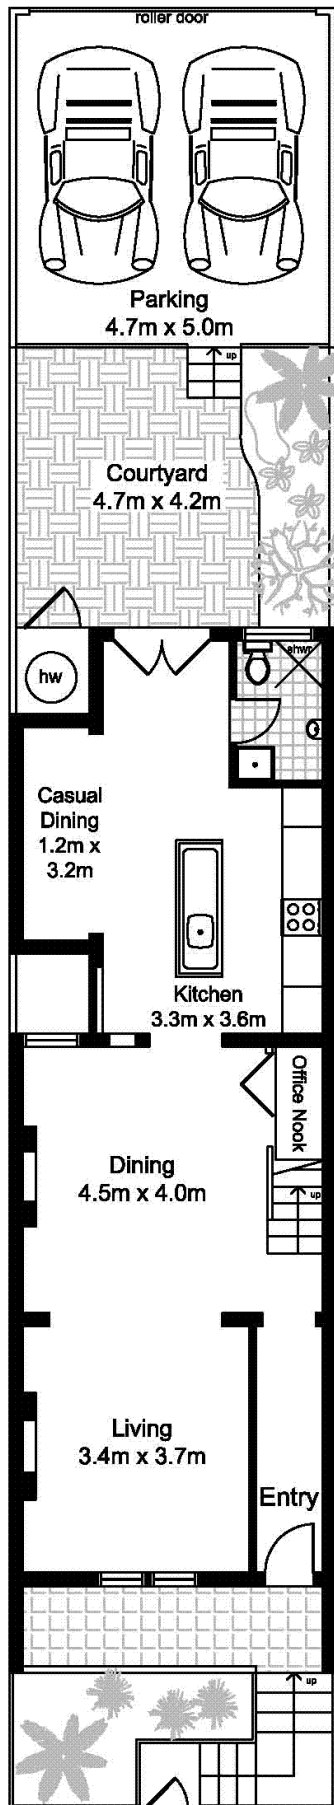 roller door
Parking
4.7m x 5.0m
up
Courtyard
4.7m x 4.2m
hw
shwr
Casual
Dining
1.2m x
3.2m
Kitchen
3.3m x 3.6m
Office Nook
Dining
4.5m x 4.0m
up
Living
3.4m x 3.7m
Entry
up